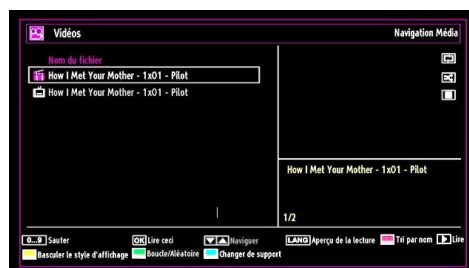 Vidéos
Navigation Média
Nom du fichier
How I Met Your Mother - 1x01 - Pilot
How I Met Your Mother - 1x01 - Pilot
How I Met Your Mother - 1x01 - Pilot
1/2
0...9 Sauter OK Lire ceci Naviguer LANG Aperçu de la lecture Tri par nom Lire
Basculer le style d'affichage Boucle/Aléatoire Changer de support